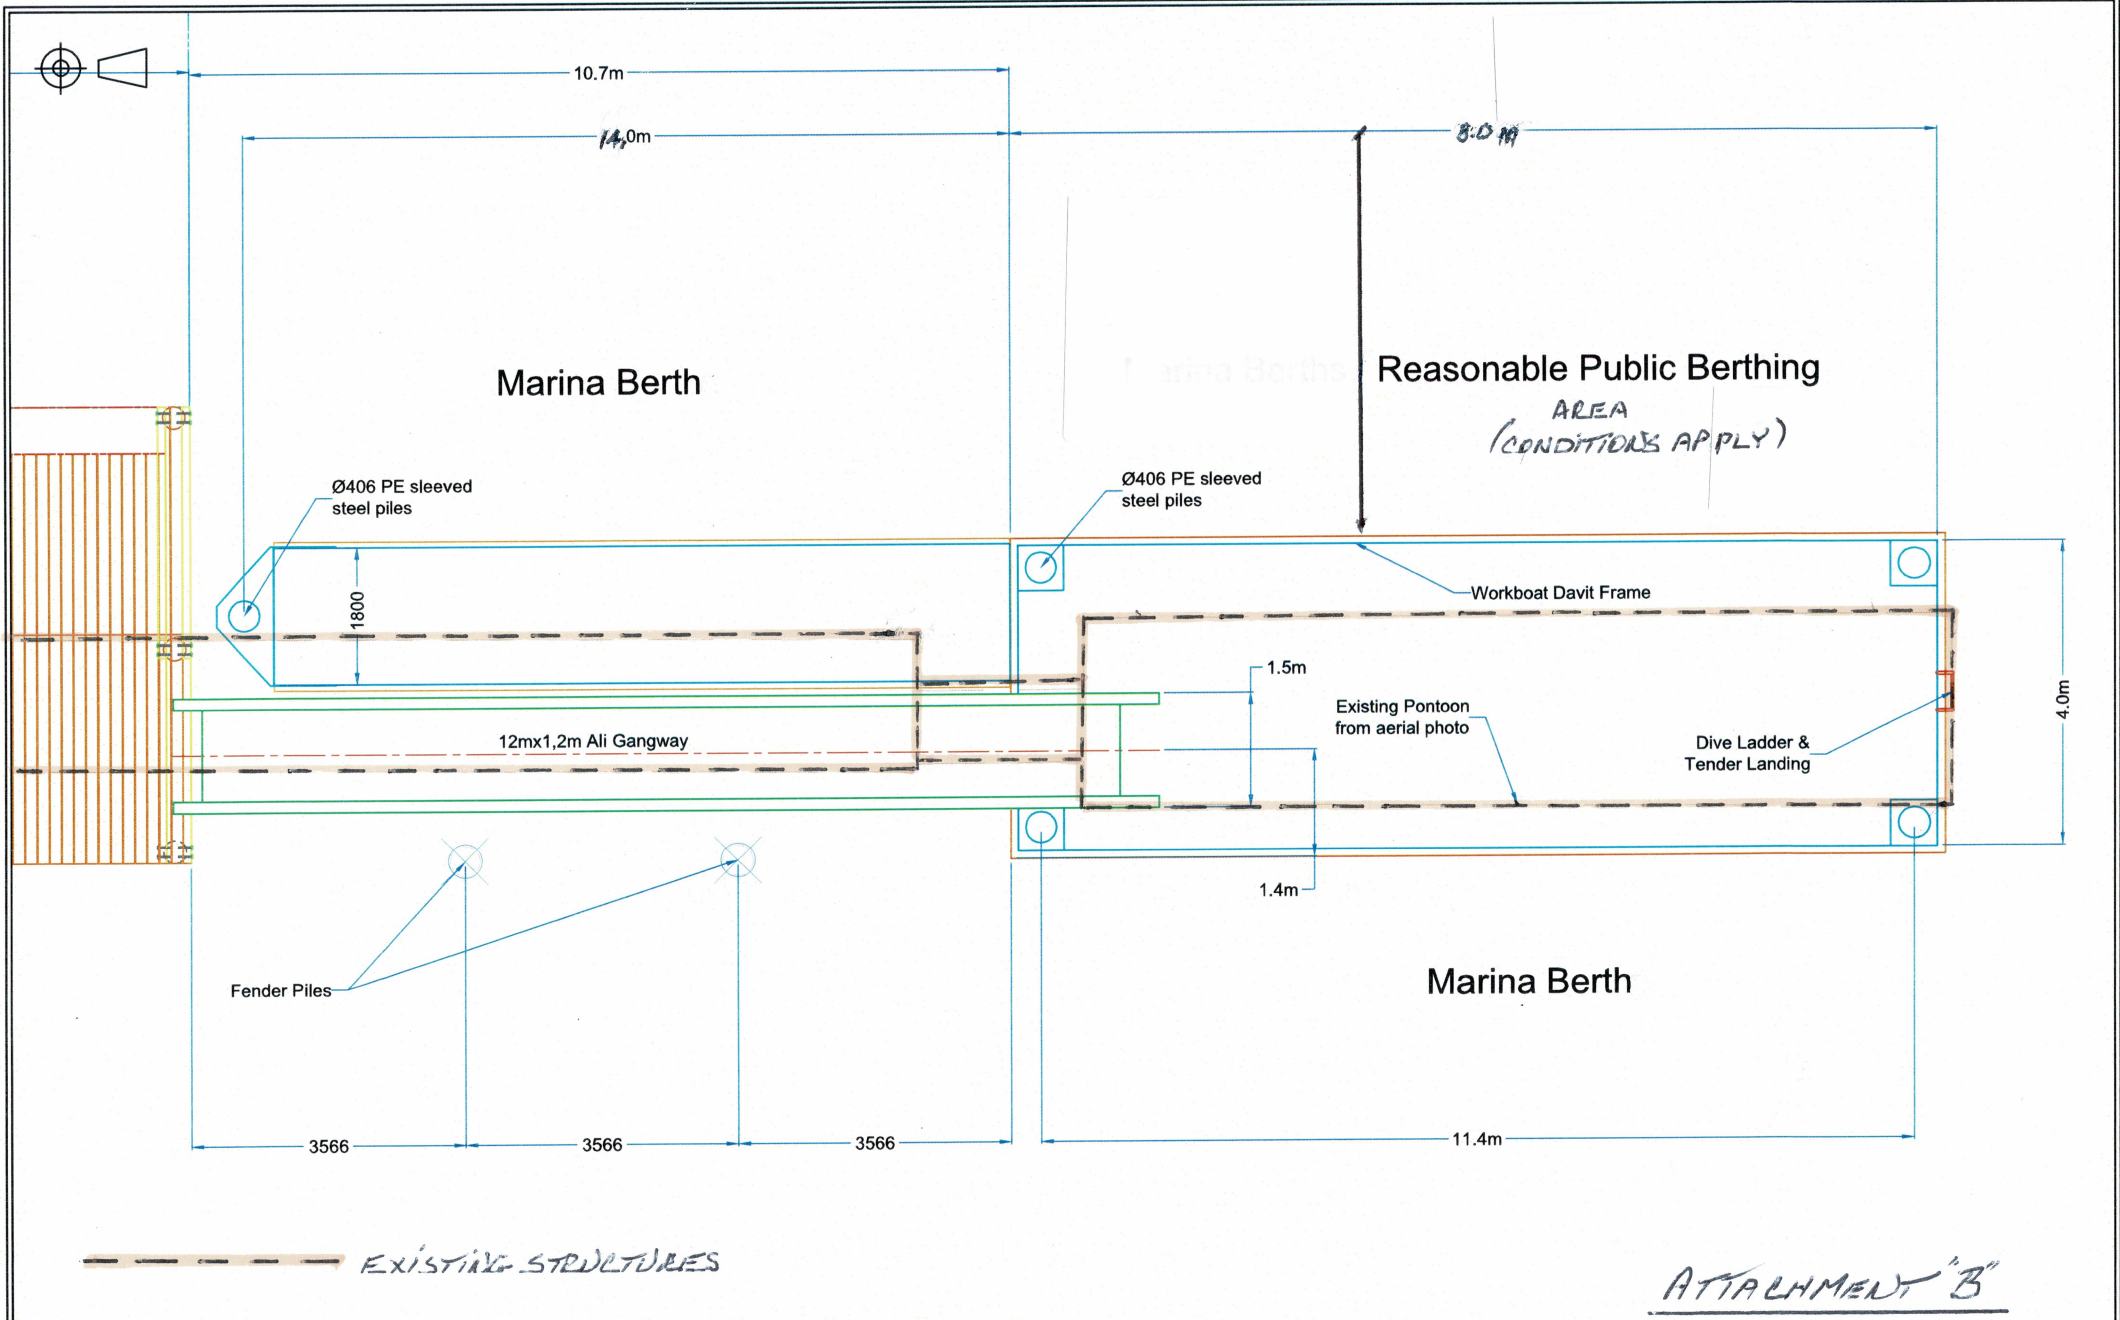 10.7m
14.0m
8.0 M
Marina Berth
Reasonable Public Berthing
AREA
(CONDITIONS APPLY)
Ø406 PE sleeved
steel piles
Ø406 PE sleeved
steel piles
1800
Workboat Davit Frame
1.5m
Existing Pontoon
from aerial photo
4.0m
12mx1,2m Ali Gangway
Dive Ladder &
Tender Landing
1.4m
Fender Piles
Marina Berth
3566
3566
3566
11.4m
EXISTING STRUCTURES
ATTACHMENT "B"